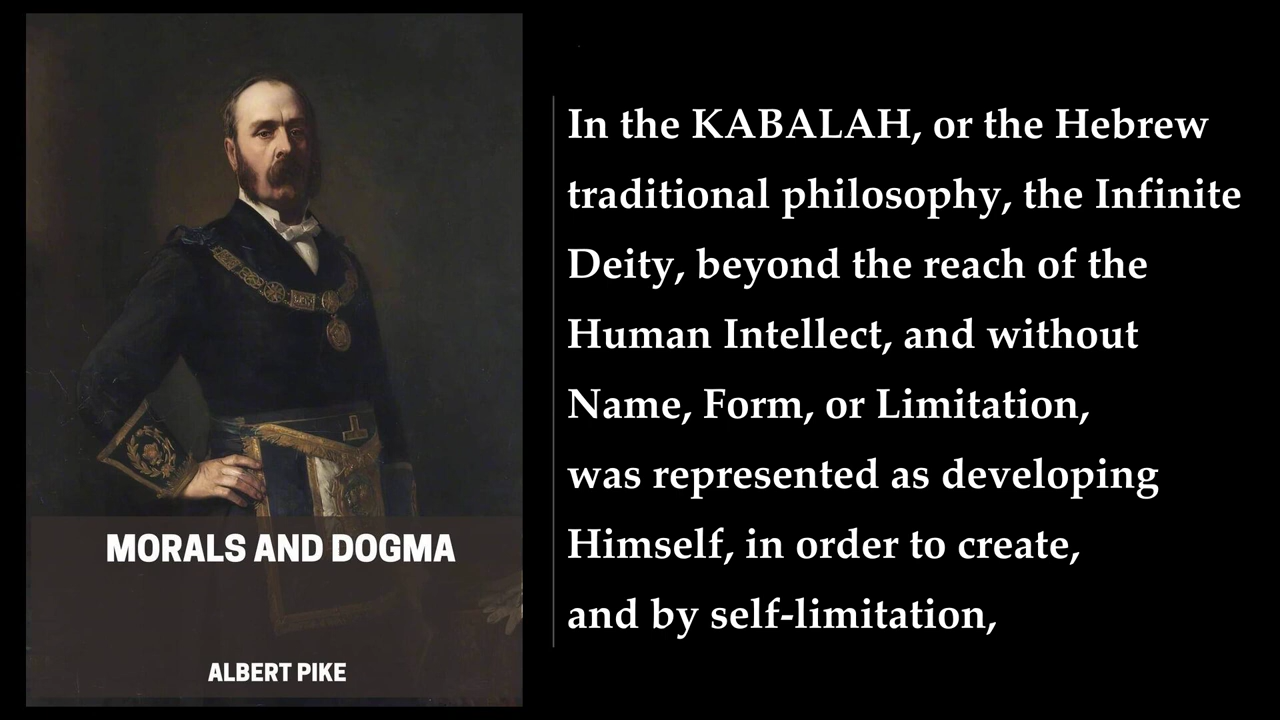 MORALS AND DOGMA
ALBERT PIKE
In the KABALAH, or the Hebrew
traditional philosophy, the Infinite
Deity, beyond the reach of the
Human Intellect, and without
Name, Form, or Limitation,
was represented as developing
Himself, in order to create,
and by self-limitation,